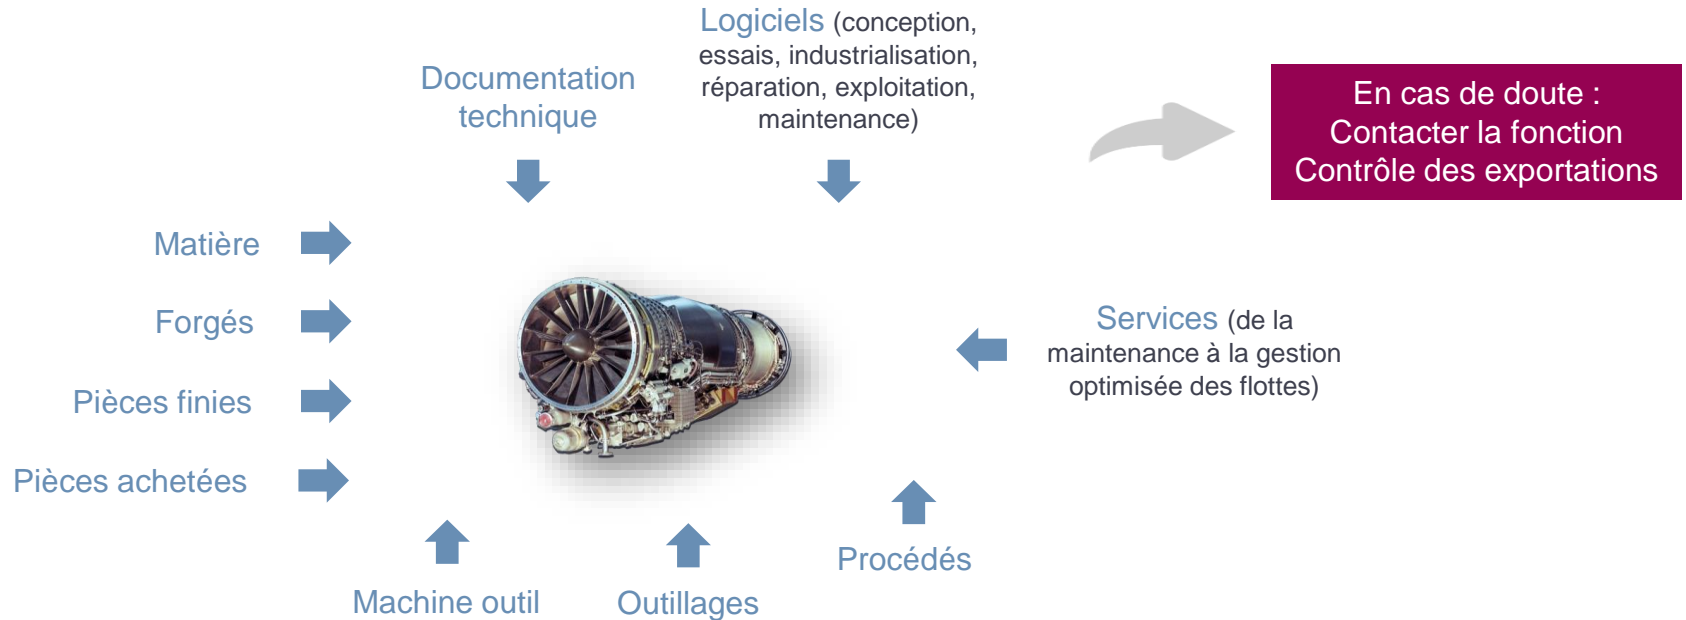 Logiciels (conception,
essais, industrialisation,
réparation, exploitation,
maintenance)
Documentation
technique
En cas de doute :
Contacter la fonction
Contrôle des exportations
Matière
Forgés
Pièces finies
Pièces achetées
Services (de la
maintenance à la gestion
optimisée des flottes)
Procédés
Machine outil
Outillages